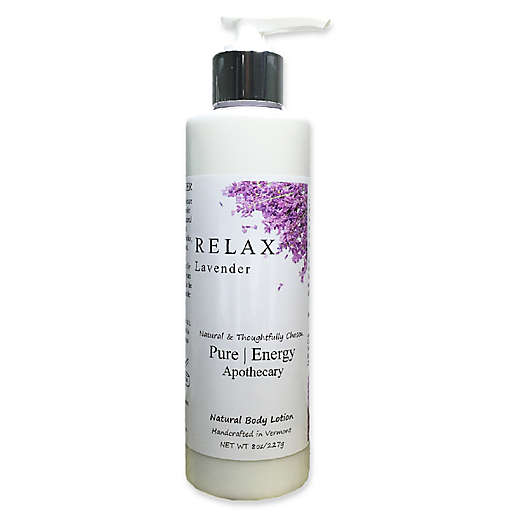 RELAX
Lavender
Natural & Thoughtfully Chosen
Pure | Energy
Apothecary
Natural Body Lotion
Handcrafted in Vermont
NET WT 8oz/227g